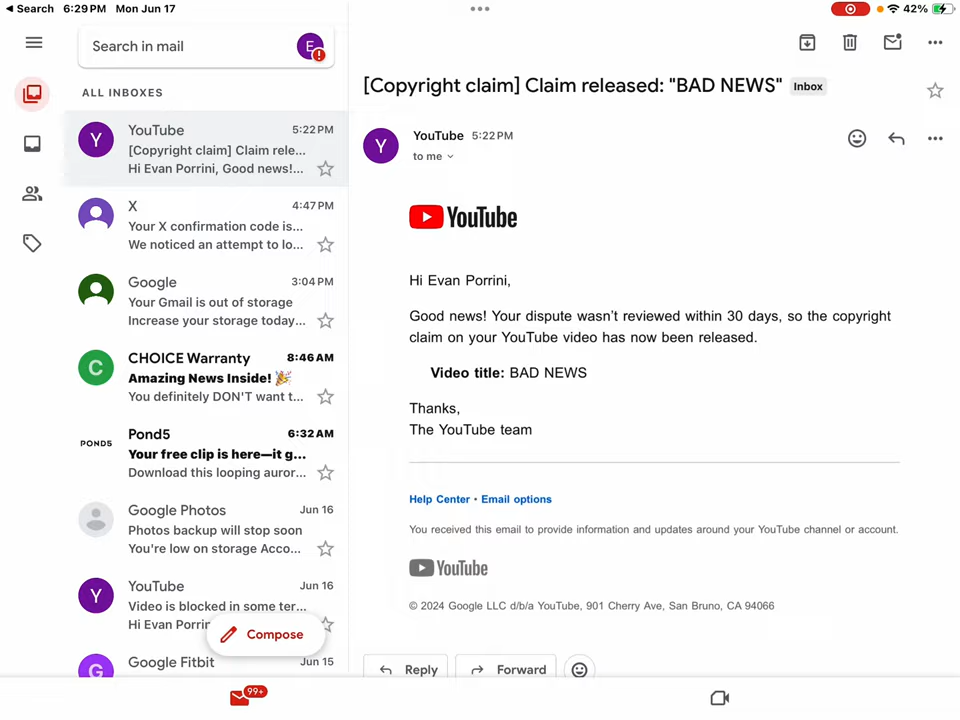 ◀ Search 6:29 PM Mon Jun 17
42%
Search in mail
E
!
ALL INBOXES
Y
YouTube 5:22 PM
[Copyright claim] Claim rele...
Hi Evan Porrini, Good news!...
X 4:47 PM
Your X confirmation code is...
We noticed an attempt to lo...
Google 3:04 PM
Your Gmail is out of storage
Increase your storage today...
C
CHOICE Warranty 8:46 AM
Amazing News Inside! 🎉
You definitely DON'T want t...
POND5
Pond5 6:32 AM
Your free clip is here—it g...
Download this looping auror...
Google Photos Jun 16
Photos backup will stop soon
You're low on storage Acco...
Y
YouTube Jun 16
Video is blocked in some ter...
Hi Evan Porrin
Compose
G
Google Fitbit Jun 15
99+
[Copyright claim] Claim released: "BAD NEWS" Inbox
Y
YouTube 5:22 PM
to me
YouTube
Hi Evan Porrini,
Good news! Your dispute wasn't reviewed within 30 days, so the copyright
claim on your YouTube video has now been released.
Video title: BAD NEWS
Thanks,
The YouTube team
Help Center • Email options
You received this email to provide information and updates around your YouTube channel or account.
YouTube
© 2024 Google LLC d/b/a YouTube, 901 Cherry Ave, San Bruno, CA 94066
Reply Forward